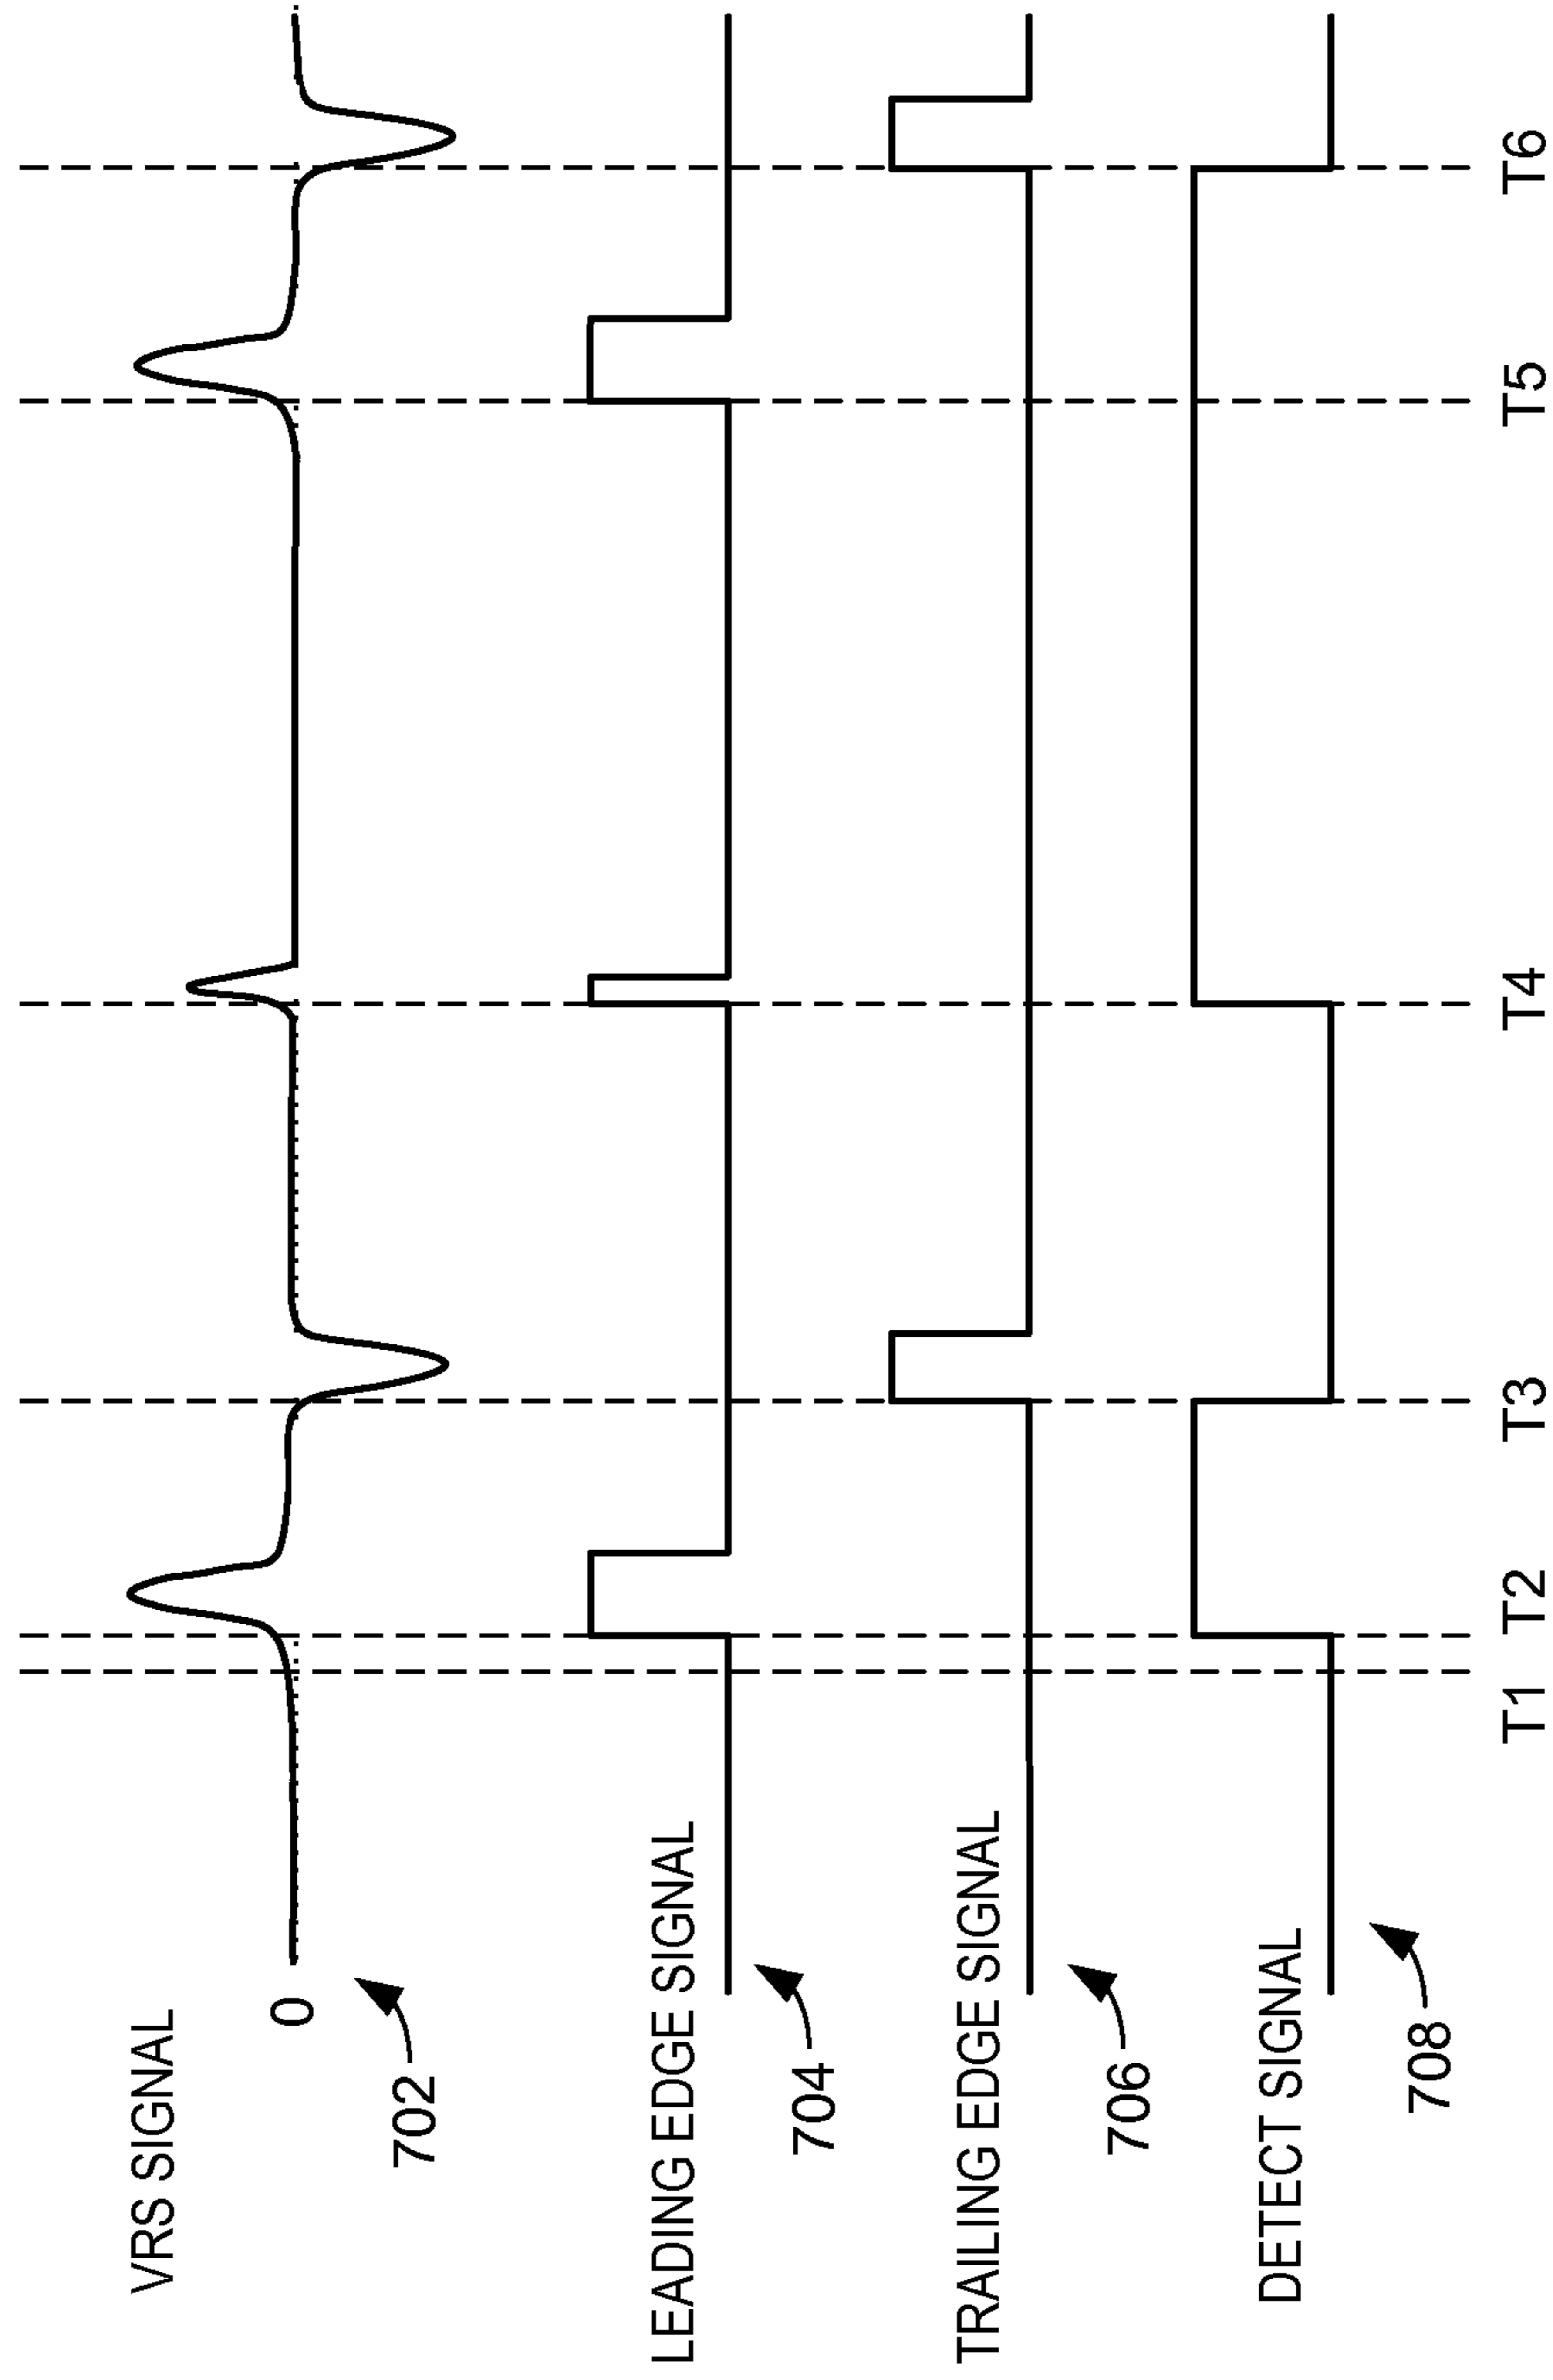 VRS SIGNAL
0
702
LEADING EDGE SIGNAL
704
TRAILING EDGE SIGNAL
706
DETECT SIGNAL
708
T1
T2
T3
T4
T5
T6